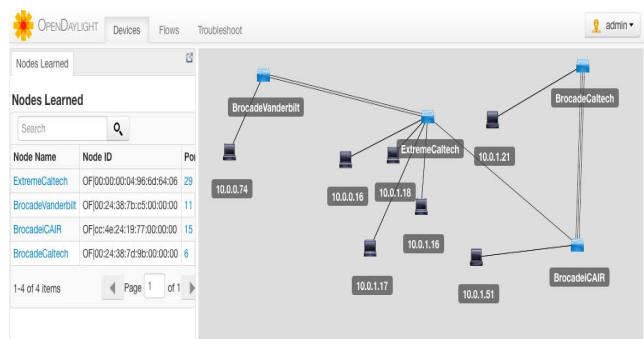 OPENDAYLIGHT
Devices
Flows
Troubleshoot
admin
Nodes Learned
Nodes Learned
Search
Node Name Node ID Por
ExtremeCaltech OF|00:00:00:04:96:6d:64:06 29
BrocadeVanderbilt OF|00:24:38:7b:c5:00:00:00 11
BrocadeiCAIR OF|cc:4e:24:19:77:00:00:00 15
BrocadeCaltech OF|00:24:38:7d:9b:00:00:00 6
1-4 of 4 items Page 1 of 1
BrocadeVanderbilt
BrocadeCaltech
ExtremeCaltech
10.0.1.21
10.0.0.74
10.0.0.16
10.0.1.18
10.0.1.16
10.0.1.17
10.0.1.51
BrocadeiCAIR